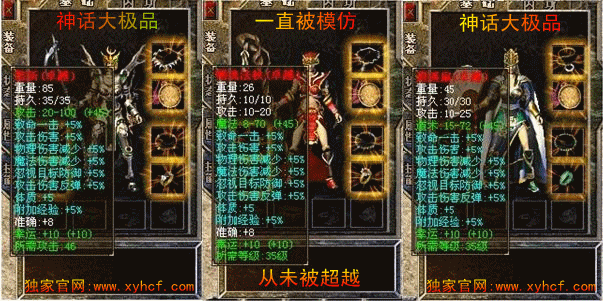 神话大极品
重量:85
持久:35/35
攻击:20-100 (+45)
致命一击:+5%
攻击伤害:+5%
物理伤害减少:+5%
魔法伤害减少:+5%
忽视目标防御:+5%
攻击伤害反弹:+5%
体质:+5
附加经验:+5%
准确:+8
幸运:+10 (+10)
所需攻击:46
独家官网:www.xyhcf.com
一直被模仿
重量:26
持久:10/10
攻击:10-20
魔法:8-70 (+45)
致命一击:+5%
攻击伤害:+5%
物理伤害减少:+5%
魔法伤害减少:+5%
忽视目标防御:+5%
攻击伤害反弹:+5%
体质:+5
附加经验:+5%
幸运:+10 (+10)
所需等级:35级
从未被超越
神话大极品
重量:45
持久:30/30
攻击:10-25
道术:15-72 (+45)
致命一击:+5%
攻击伤害:+5%
物理伤害减少:+5%
魔法伤害减少:+5%
忽视目标防御:+5%
攻击伤害反弹:+5%
体质:+5
附加经验:+5%
幸运:+10 (+10)
所需等级:35级
独家官网:www.xyhcf.com